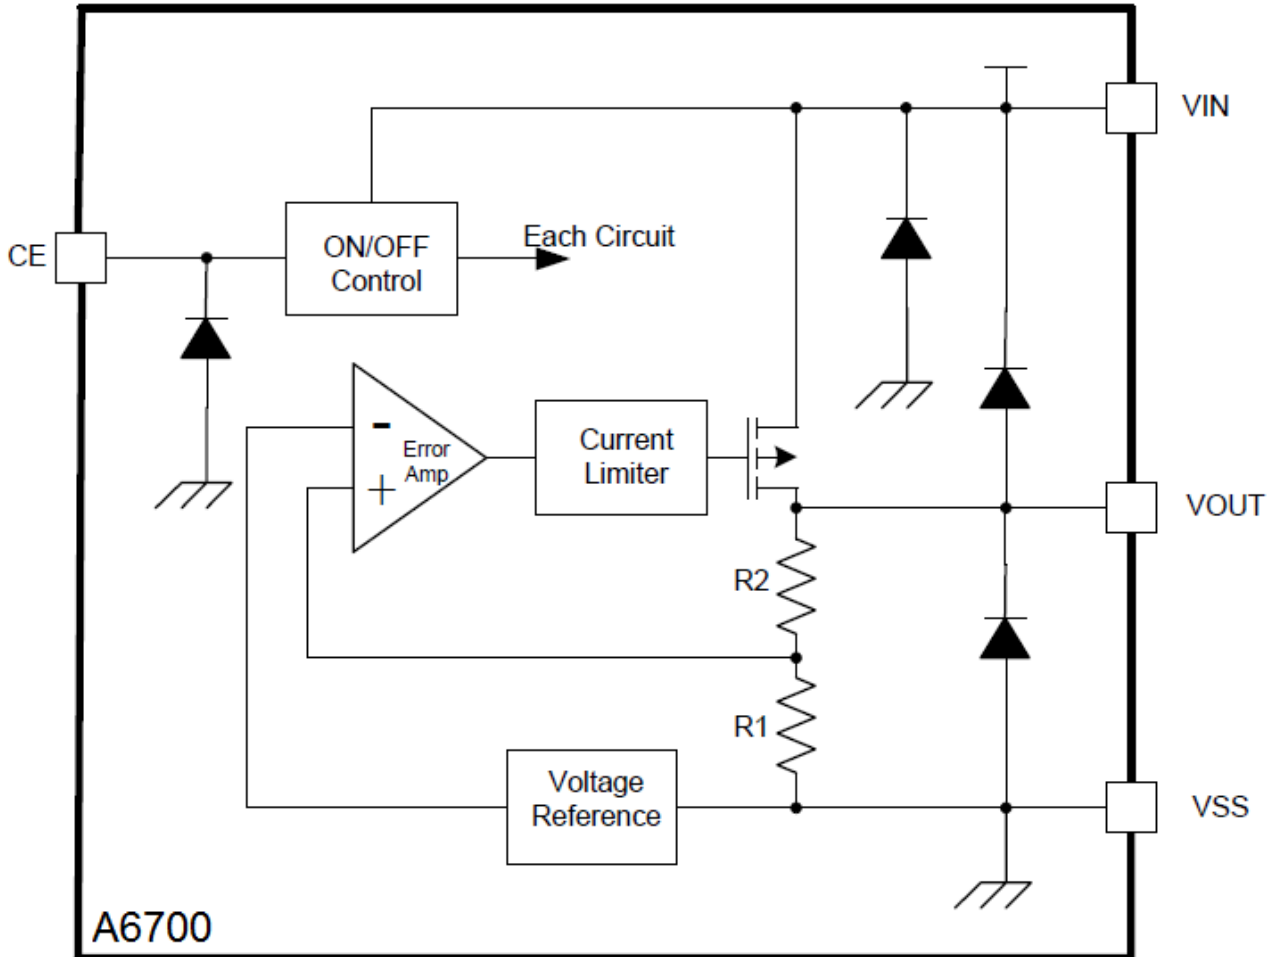 VIN
CE
ON/OFF
Control
Each Circuit
-
+
Error
Amp
Current
Limiter
VOUT
R2
R1
Voltage
Reference
VSS
A6700